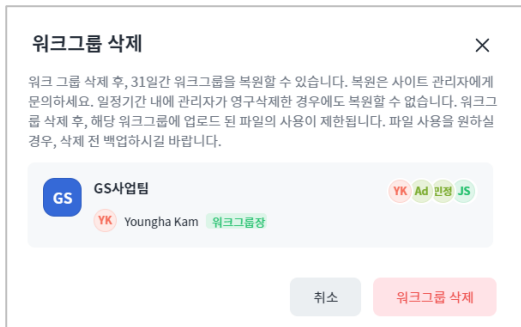 워크그룹 삭제
워크 그룹 삭제 후, 31일간 워크그룹을 복원할 수 있습니다. 복원은 사이트 관리자에게
문의하세요. 일정기간 내에 관리자가 영구삭제한 경우에도 복원할 수 없습니다. 워크그
룹 삭제 후, 해당 워크그룹에 업로드 된 파일의 사용이 제한됩니다. 파일 사용을 원하실
경우, 삭제 전 백업하시길 바랍니다.
GS GS사업팀 YK Ad 민정 JS
YK Youngha Kam 워크그룹장
취소 워크그룹 삭제